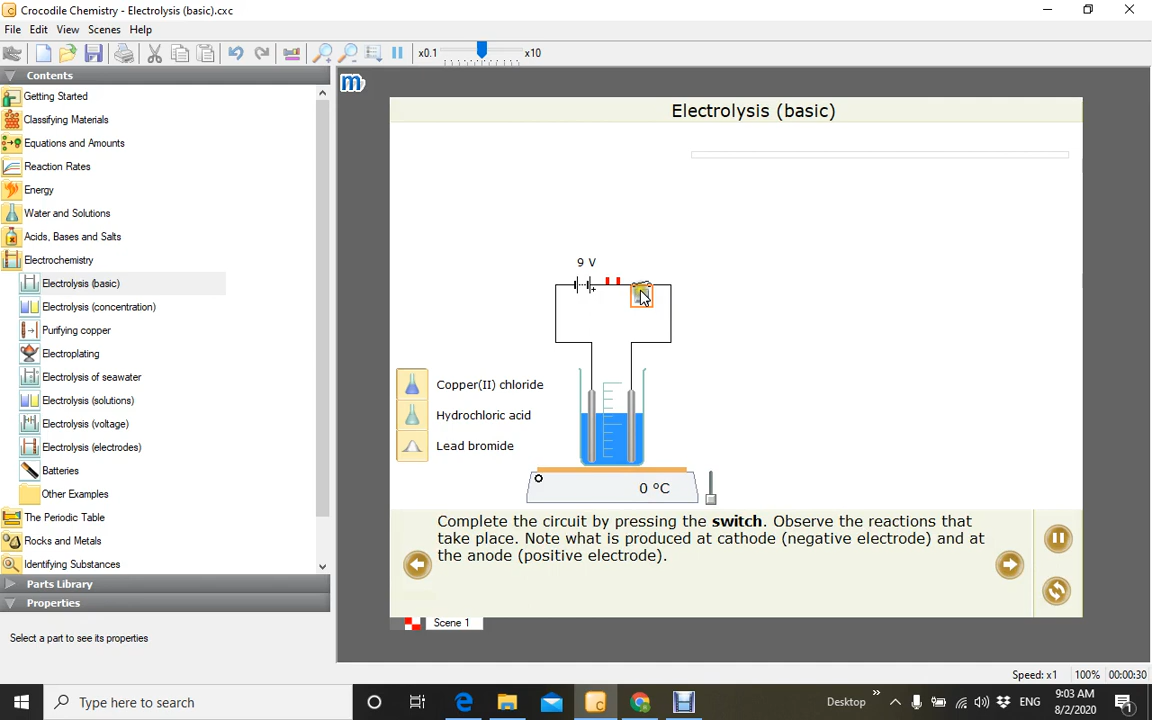 Crocodile Chemistry - Electrolysis (basic).cxc
File Edit View Scenes Help
x0.1 x10
Contents
Getting Started
Classifying Materials
Equations and Amounts
Reaction Rates
Energy
Water and Solutions
Acids, Bases and Salts
Electrochemistry
Electrolysis (basic)
Electrolysis (concentration)
Purifying copper
Electroplating
Electrolysis of seawater
Electrolysis (solutions)
Electrolysis (voltage)
Electrolysis (electrodes)
Batteries
Other Examples
The Periodic Table
Rocks and Metals
Identifying Substances
Parts Library
Properties
Select a part to see its properties
m
Electrolysis (basic)
9 V
Copper(II) chloride
Hydrochloric acid
Lead bromide
0 °C
Complete the circuit by pressing the switch. Observe the reactions that
take place. Note what is produced at cathode (negative electrode) and at
the anode (positive electrode).
Scene 1
Speed: x1 100% 00:00:30
Type here to search
Desktop
ENG
9:03 AM
8/2/2020
1